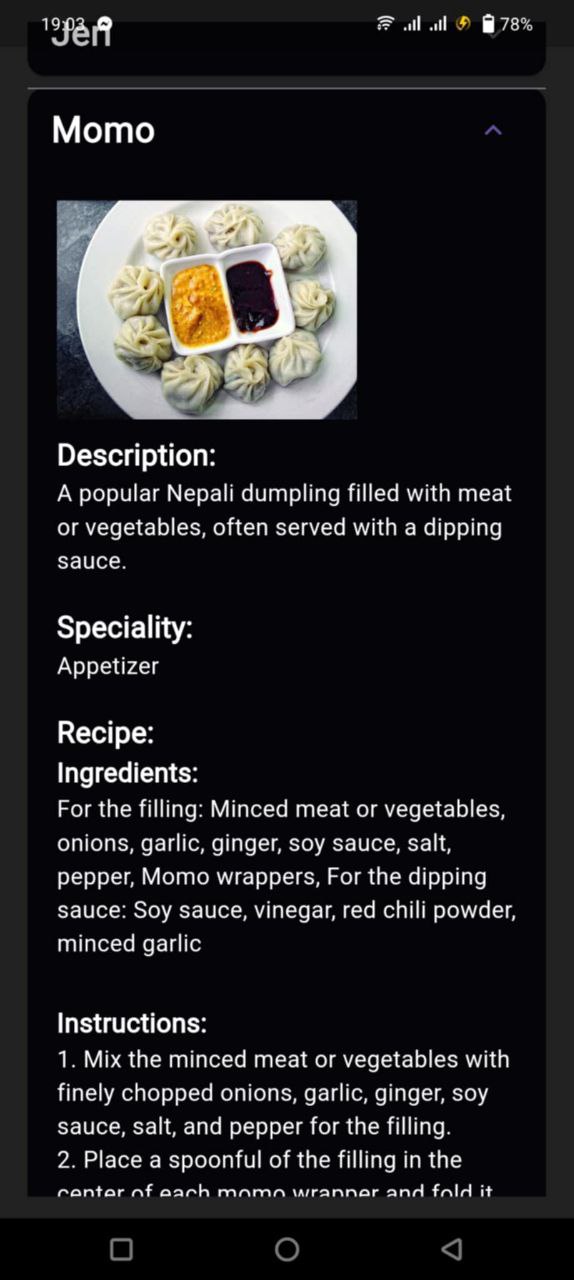 19:03
78%
Jeri
Momo
Description:
A popular Nepali dumpling filled with meat
or vegetables, often served with a dipping
sauce.
Speciality:
Appetizer
Recipe:
Ingredients:
For the filling: Minced meat or vegetables,
onions, garlic, ginger, soy sauce, salt,
pepper, Momo wrappers, For the dipping
sauce: Soy sauce, vinegar, red chili powder,
minced garlic
Instructions:
1. Mix the minced meat or vegetables with
finely chopped onions, garlic, ginger, soy
sauce, salt, and pepper for the filling.
2. Place a spoonful of the filling in the
center of each momo wrapper and fold it